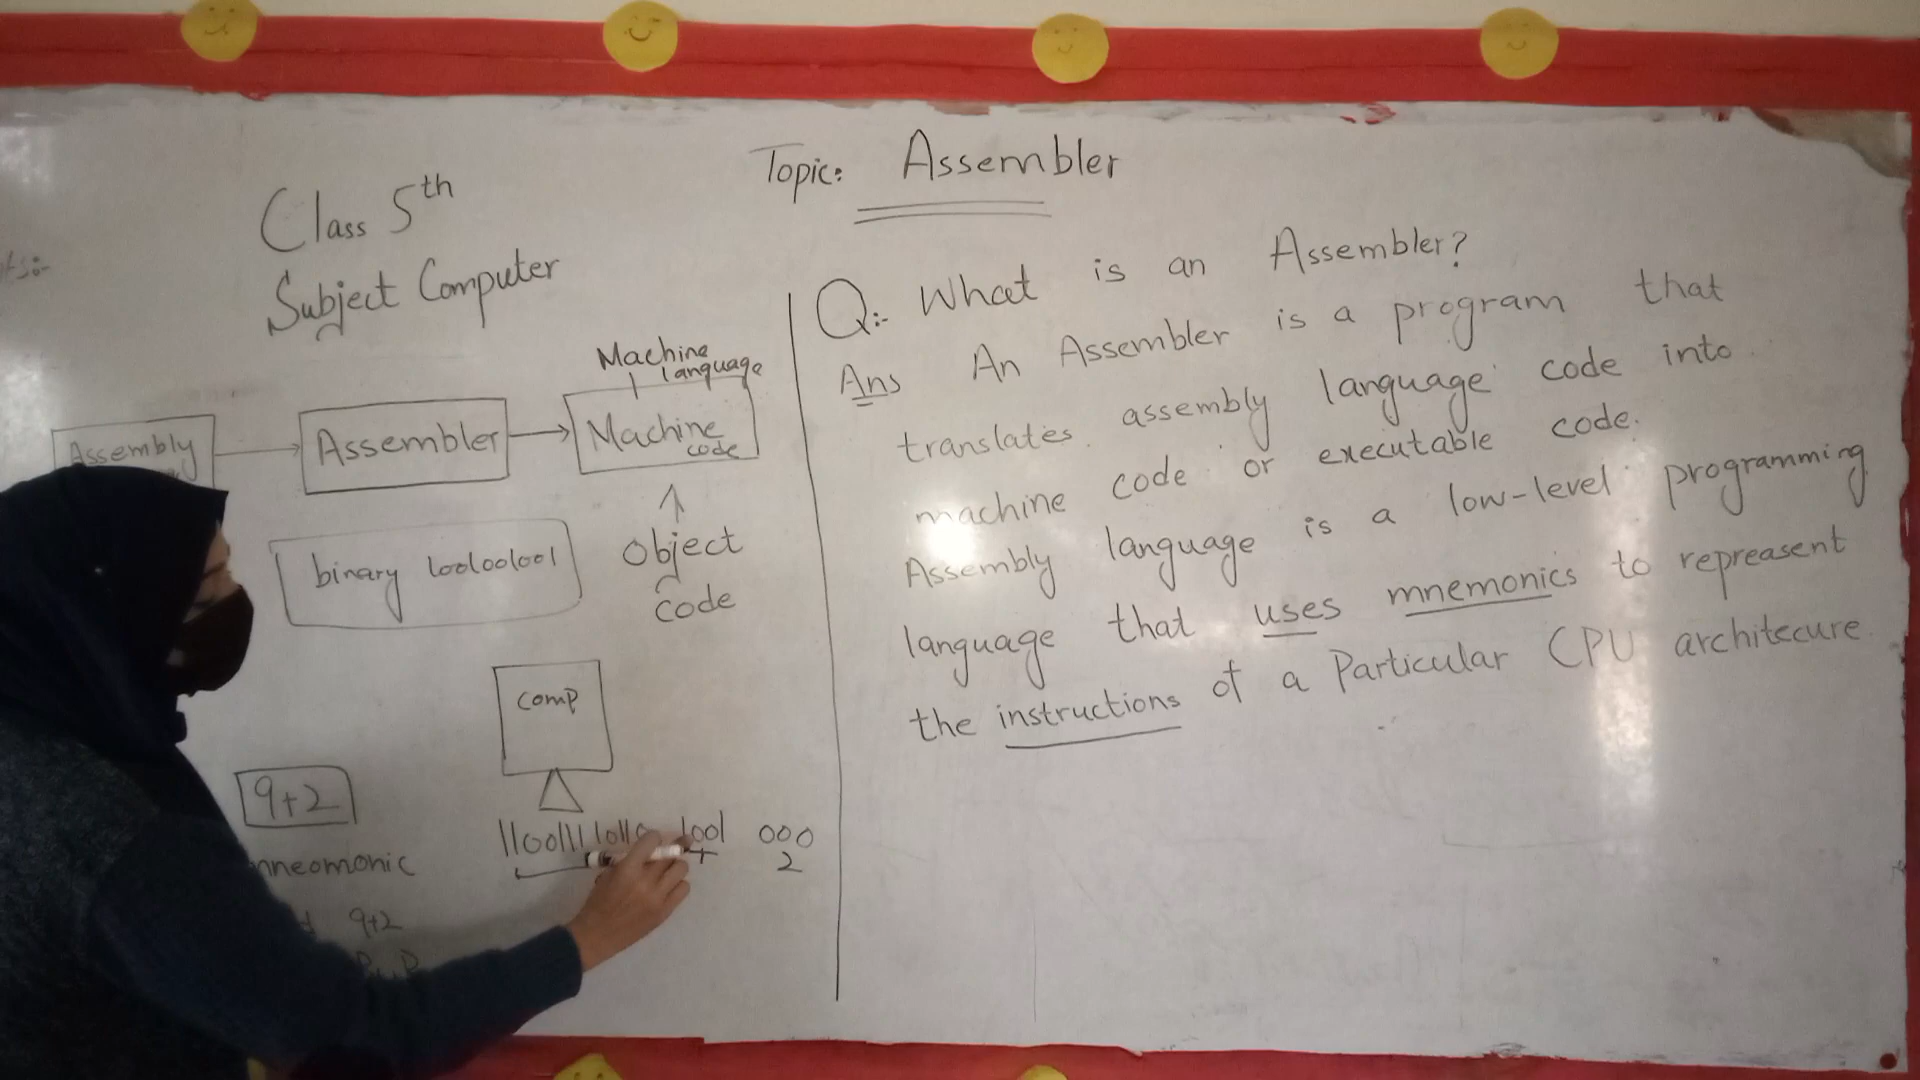 Topic: Assembler
Class 5th
Subject Computer
Machine
language
Assembly
Assembler
Machine
code
binary 1001001001
Object
code
comp
9+2
1001 000
+ 2
mneomonic
9+2
Q:- What is an Assembler?
Ans An Assembler is a program that
translates assembly language code into
machine code or executable code.
Assembly language is a low-level programming
language that uses mnemonics to repreasent
the instructions of a Particular CPU architecure